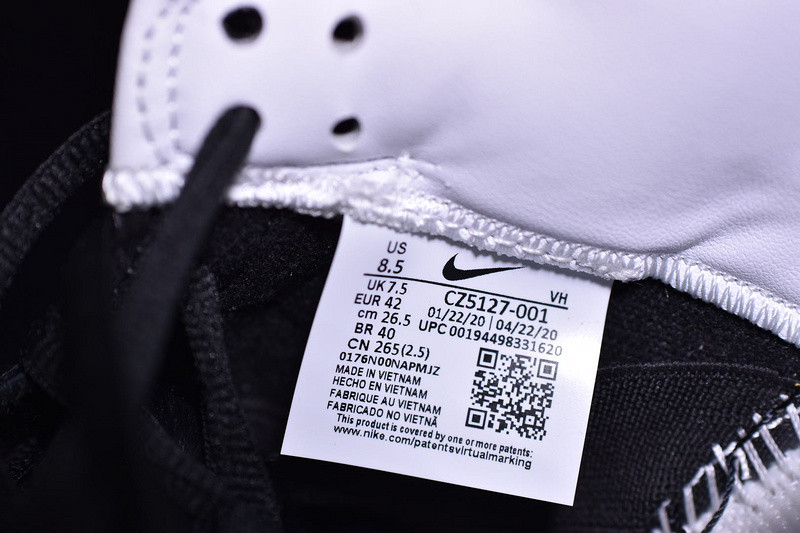 US
8.5
VH
UK 7.5
CZ5127-001
EUR 42
01/22/20 | 04/22/20
cm 26.5
UPC 00194498331620
BR 40
CN 265(2.5)
0176N00NAPMJZ
MADE IN VIETNAM
HECHO EN VIETNAM
FABRIQUE AU VIETNAM
FABRICADO NO VIETNÃ
This product is covered by one or more patents:
www.nike.com/patentsvirtualmarking